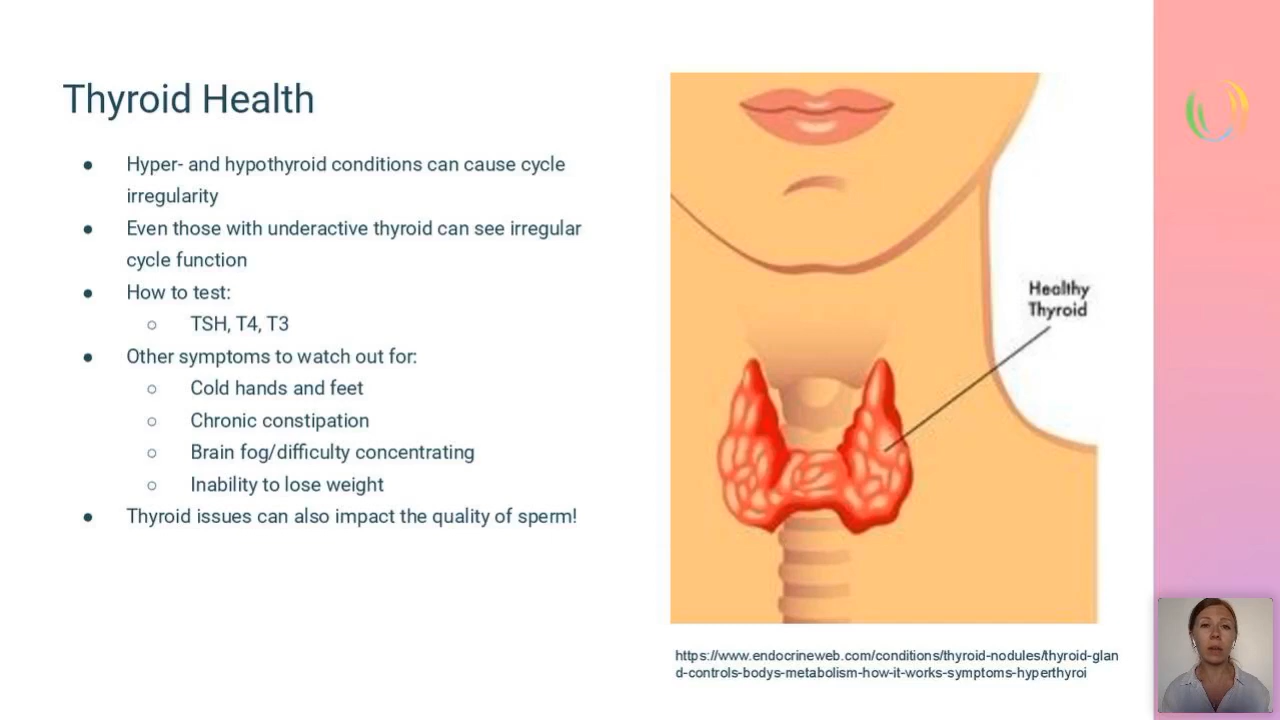 Thyroid Health
● Hyper- and hypothyroid conditions can cause cycle
irregularity
● Even those with underactive thyroid can see irregular
cycle function
● How to test:
○ TSH, T4, T3
● Other symptoms to watch out for:
○ Cold hands and feet
○ Chronic constipation
○ Brain fog/difficulty concentrating
○ Inability to lose weight
● Thyroid issues can also impact the quality of sperm!
Healthy
Thyroid
https://www.endocrineweb.com/conditions/thyroid-nodules/thyroid-glan
d-controls-bodys-metabolism-how-it-works-symptoms-hyperthyroi